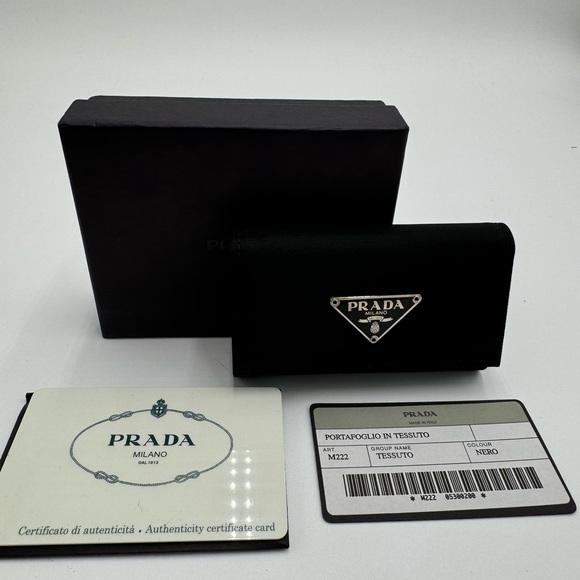 PRADA
PRADA
MILANO
PRADA
MILANO
DAL 1913
Certificato di autenticità . Authenticity certificate card
PRADA
MADE IN ITALY
PORTAFOGLIO IN TESSUTO
ART. GROUP NAME COLOUR
M222 TESSUTO NERO
* M222 05300200 *